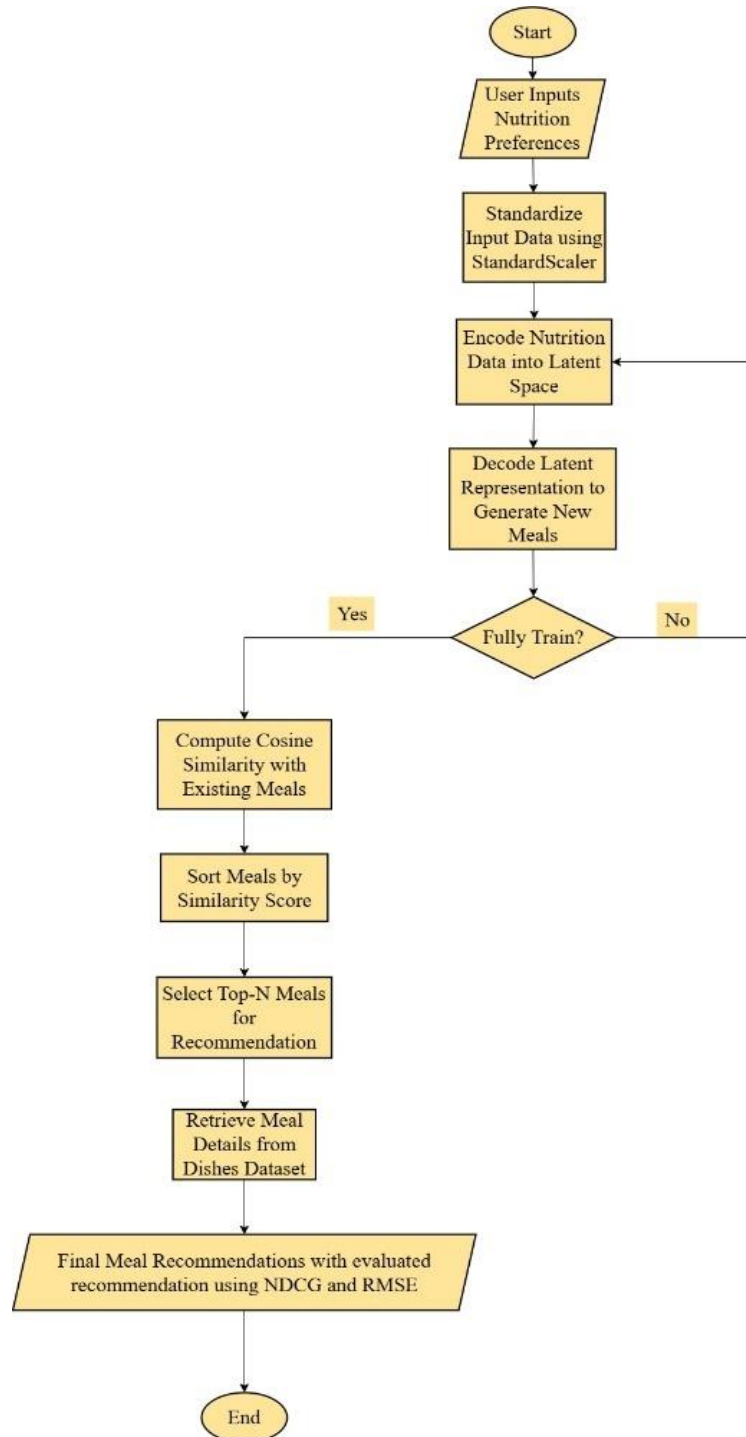 Start
User Inputs
Nutrition
Preferences
Standardize
Input Data using
StandardScaler
Encode Nutrition
Data into Latent
Space
Decode Latent
Representation to
Generate New
Meals
Yes
Fully Train?
No
Compute Cosine
Similarity with
Existing Meals
Sort Meals by
Similarity Score
Select Top-N Meals
for
Recommendation
Retrieve Meal
Details from
Dishes Dataset
Final Meal Recommendations with evaluated
recommendation using NDCG and RMSE
End